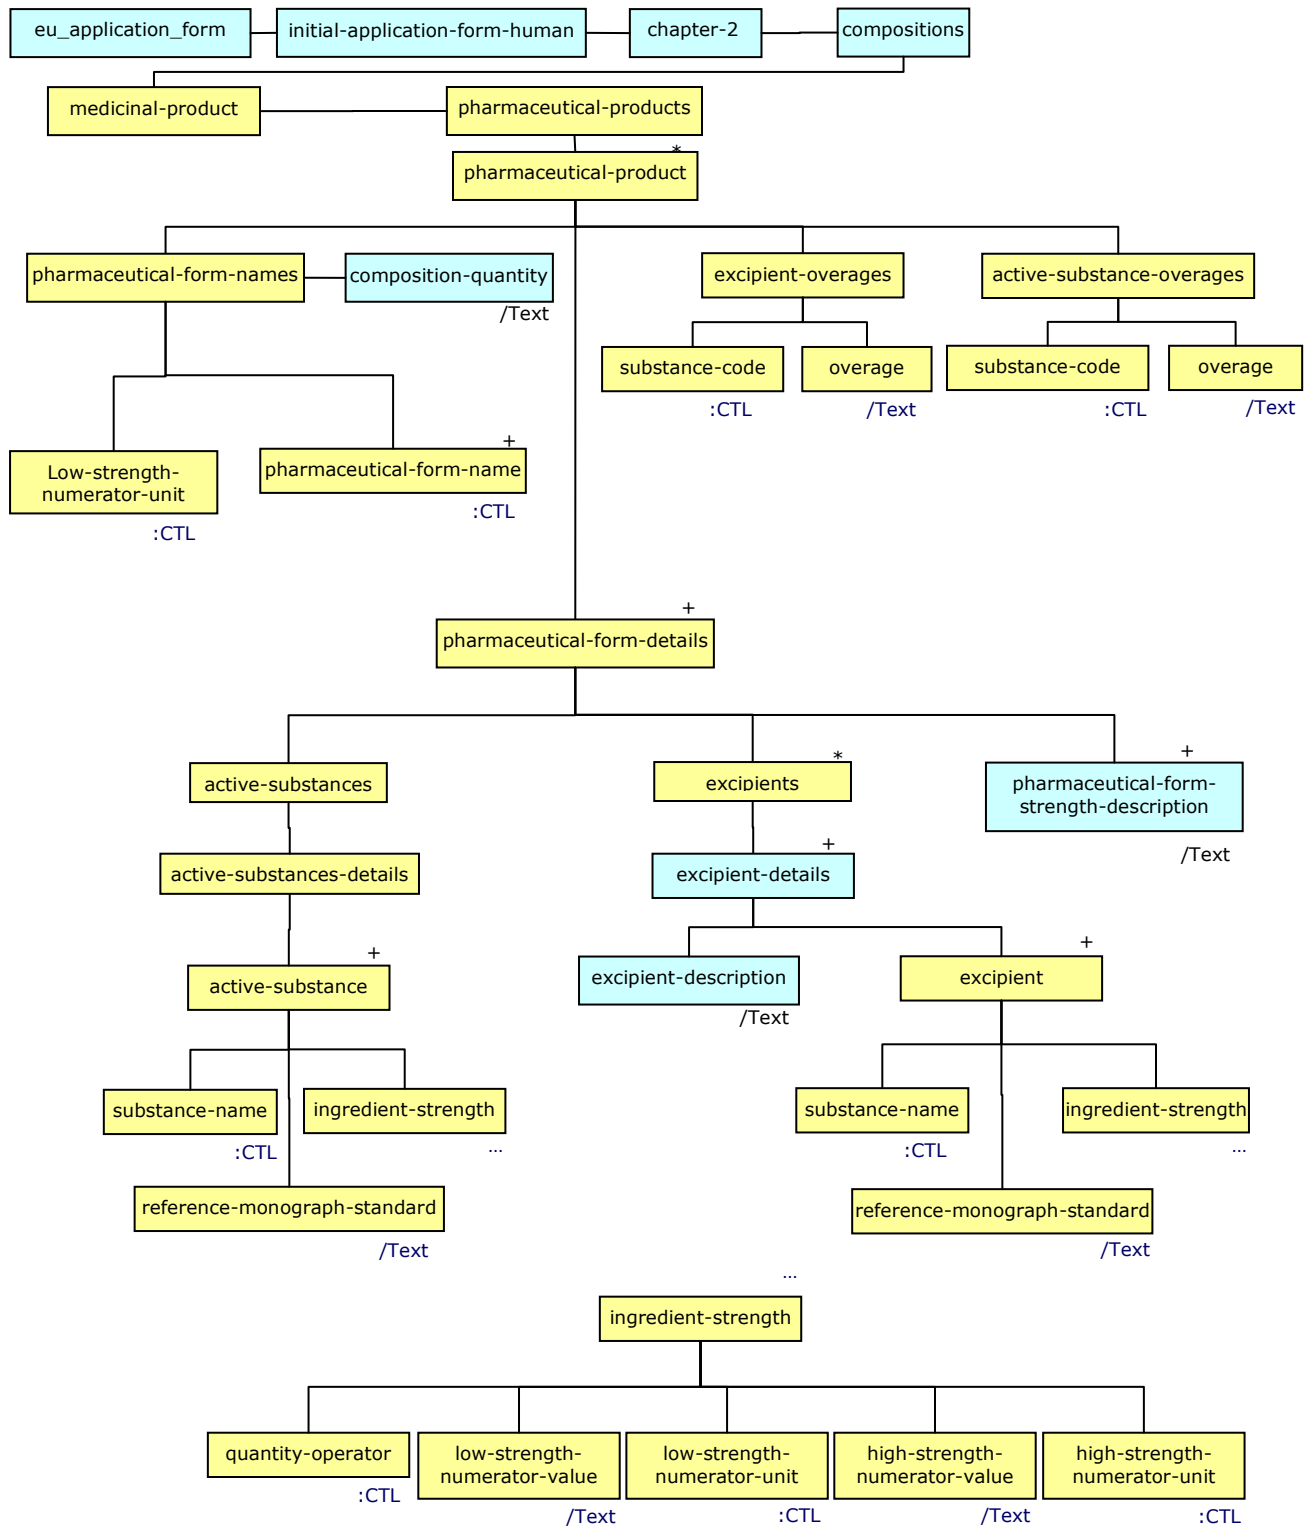 eu_application_form
initial-application-form-human
chapter-2
compositions
medicinal-product
pharmaceutical-products
*
pharmaceutical-product
pharmaceutical-form-names
composition-quantity
/Text
excipient-overages
active-substance-overages
substance-code
:CTL
overage
/Text
substance-code
:CTL
overage
/Text
Low-strength-
numerator-unit
:CTL
+
pharmaceutical-form-name
:CTL
+
pharmaceutical-form-details
active-substances
*
excipients
+
pharmaceutical-form-
strength-description
/Text
active-substances-details
+
excipient-details
+
active-substance
excipient-description
/Text
+
excipient
substance-name
:CTL
ingredient-strength
...
reference-monograph-standard
/Text
substance-name
:CTL
ingredient-strength
...
reference-monograph-standard
/Text
...
ingredient-strength
quantity-operator
:CTL
low-strength-
numerator-value
/Text
low-strength-
numerator-unit
:CTL
high-strength-
numerator-value
/Text
high-strength-
numerator-unit
:CTL